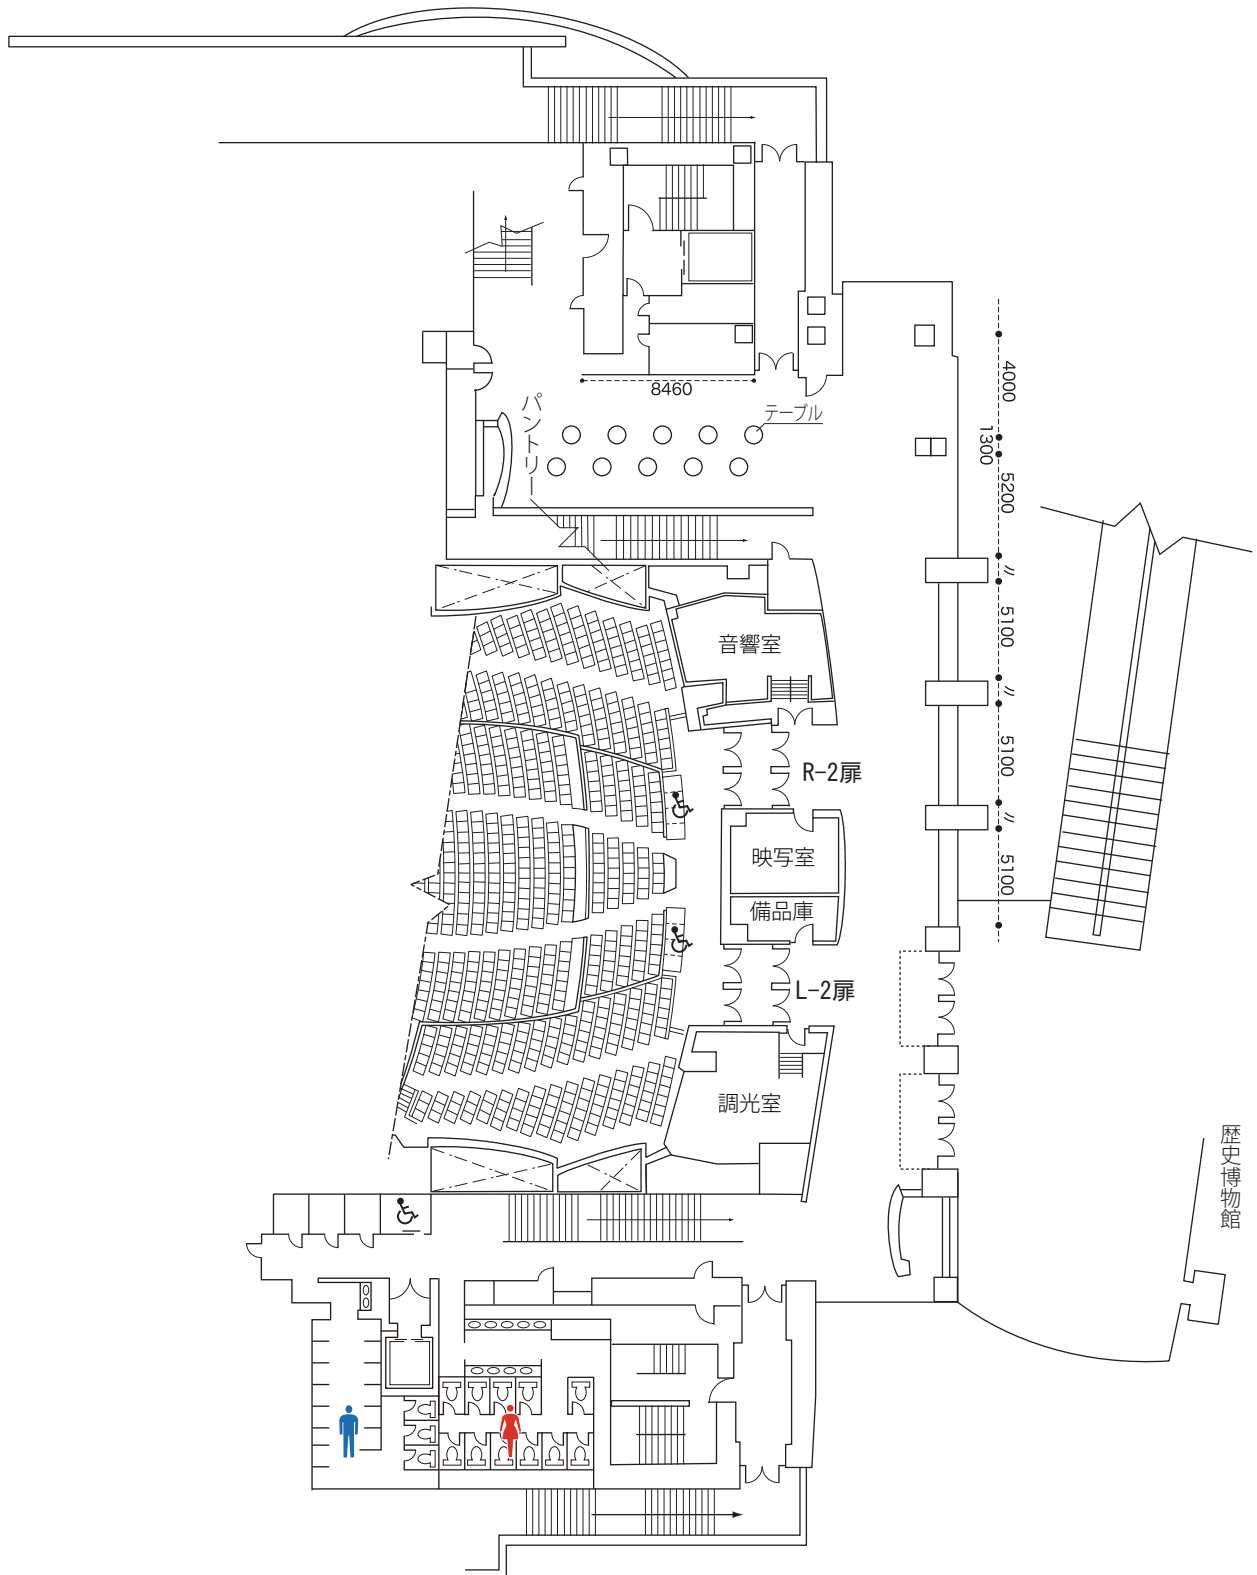 4000
8460
テーブル
パントリー
1300
5200
〃
音響室
5100
〃
R-2扉
5100
〃
映写室
5100
備品庫
L-2扉
調光室
歴史博物館